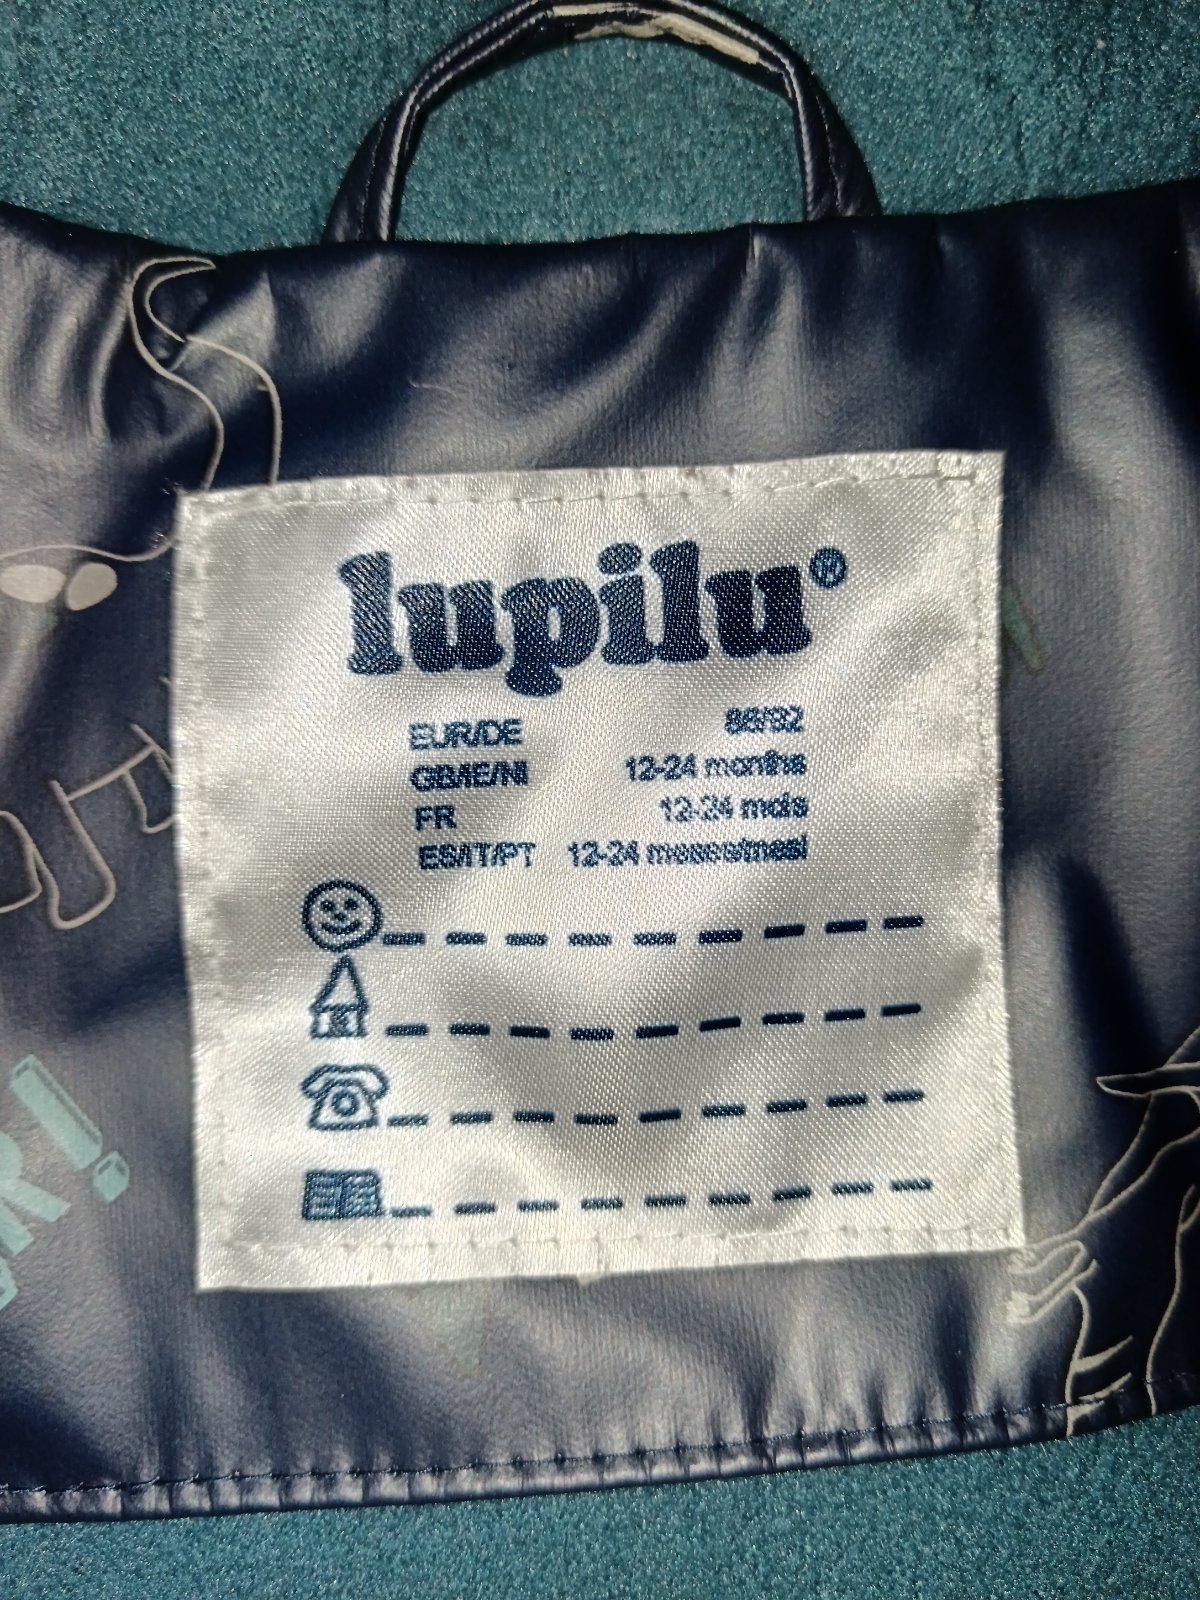 lupilu®
EUR/DE 86/92
GB/IE/NI 12-24 months
FR 12-24 mois
ES/IT/PT 12-24 meses/mesi
R!